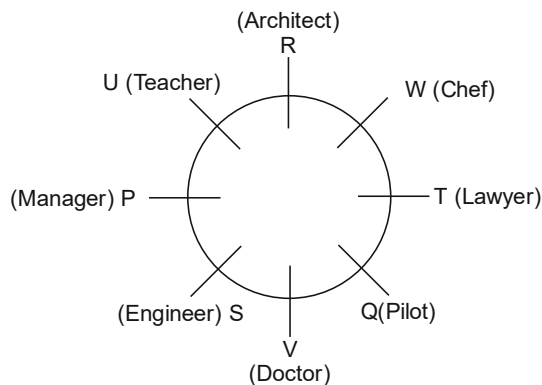 (Architect)
R
U (Teacher)
W (Chef)
(Manager) P
T (Lawyer)
(Engineer) S
Q(Pilot)
V
(Doctor)